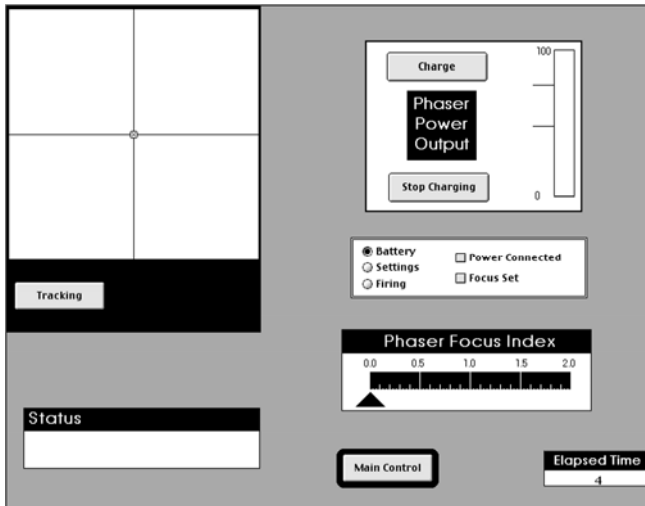 Charge
100
Phaser
Power
Output
Stop Charging
0
Battery
Settings
Firing
Power Connected
Focus Set
Tracking
Phaser Focus Index
0.0 0.5 1.0 1.5 2.0
Status
Main Control
Elapsed Time
4